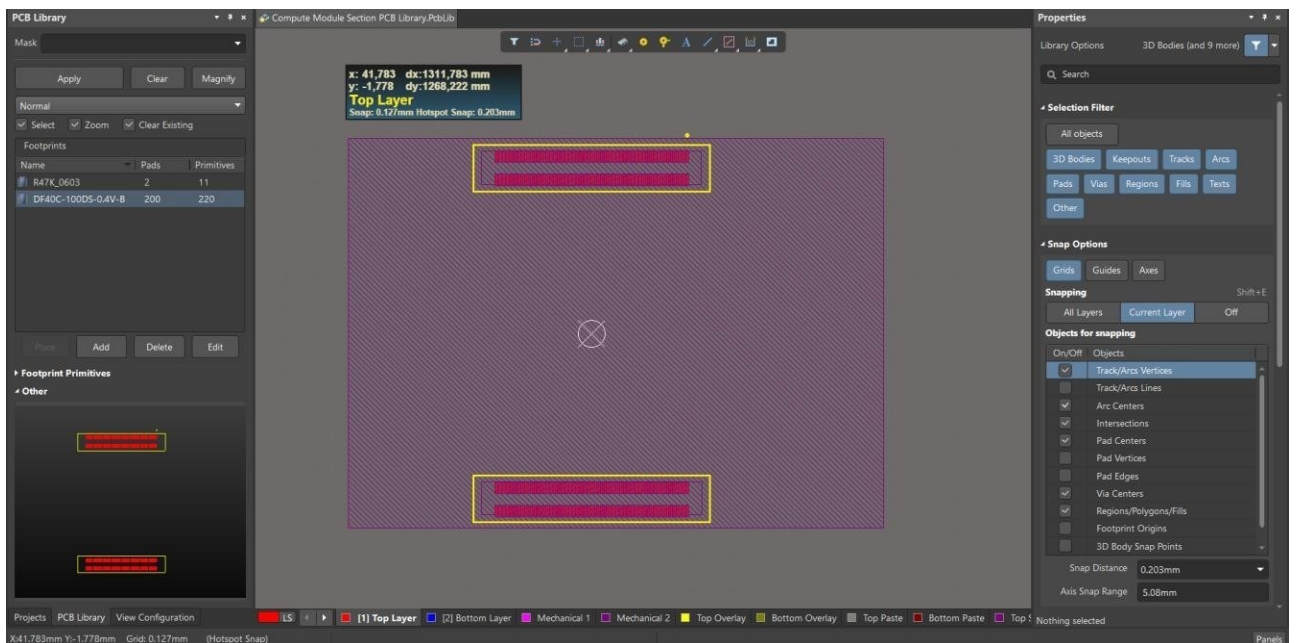 PCB Library
Compute Module Section PCB Library.PcbLib
Properties
Mask
Library Options 3D Bodies (and 9 more)
Apply Clear Magnify
Search
Normal
x: 41,783 dx:1311,783 mm
y: -1,778 dy:1268,222 mm
Top Layer
Snap: 0.127mm Hotspot Snap: 0.203mm
Select Zoom Clear Existing
Footprints
Name Pads Primitives
R47K_0603 2 11
DF40C-100DS-0.4V-B 200 220
Place Add Delete Edit
Footprint Primitives
Other
Selection Filter
All objects
3D Bodies Keepouts Tracks Arcs
Pads Vias Regions Fills Texts
Other
Snap Options
Grids Guides Axes
Snapping Shift+E
All Layers Current Layer Off
Objects for snapping
On/Off Objects
Track/Arcs Vertices
Track/Arcs Lines
Arc Centers
Intersections
Pad Centers
Pad Vertices
Pad Edges
Via Centers
Regions/Polygons/Fills
Footprint Origins
3D Body Snap Points
Snap Distance 0.203mm
Axis Snap Range 5.08mm
Projects PCB Library View Configuration
LS [1] Top Layer [2] Bottom Layer Mechanical 1 Mechanical 2 Top Overlay Bottom Overlay Top Paste Bottom Paste Top S
Nothing selected
X:41.783mm Y:-1.778mm Grid: 0.127mm (Hotspot Snap)
Panels